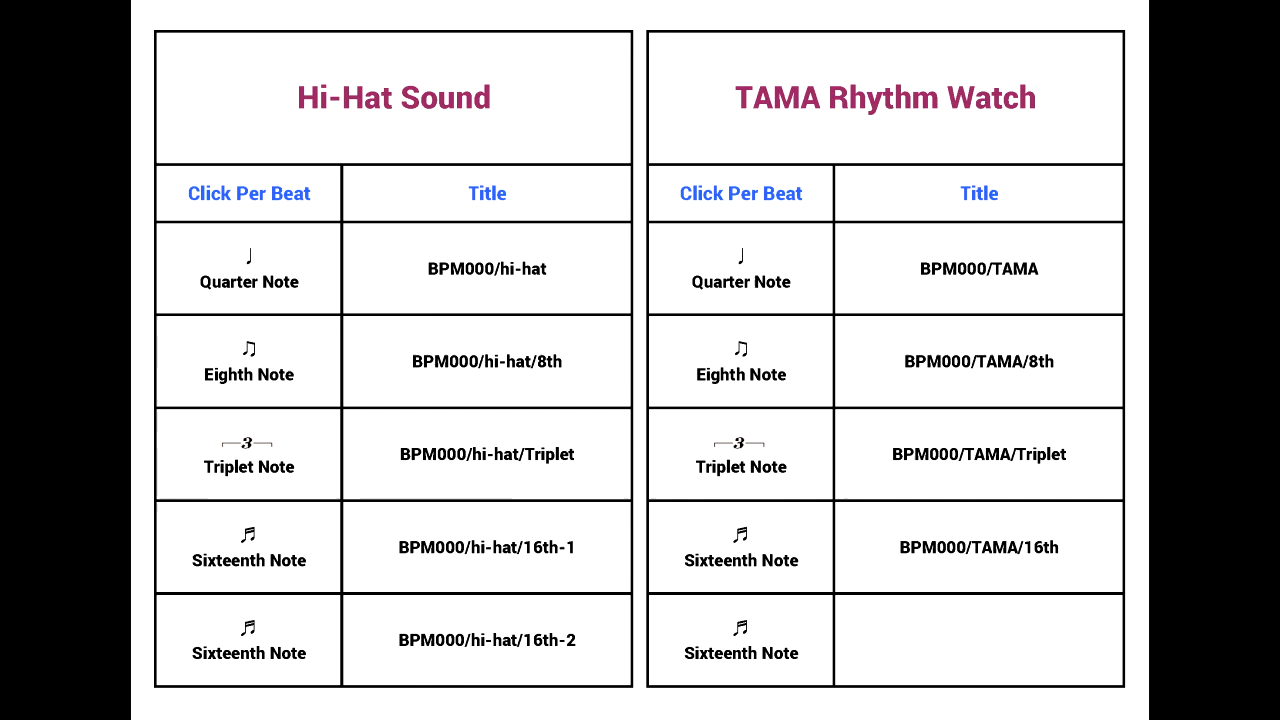 Hi-Hat Sound
Click Per Beat Title
♩
Quarter Note
BPM000/hi-hat
♫
Eighth Note
BPM000/hi-hat/8th
3
Triplet Note
BPM000/hi-hat/Triplet
♬
Sixteenth Note
BPM000/hi-hat/16th-1
♬
Sixteenth Note
BPM000/hi-hat/16th-2
TAMA Rhythm Watch
Click Per Beat Title
♩
Quarter Note
BPM000/TAMA
♫
Eighth Note
BPM000/TAMA/8th
3
Triplet Note
BPM000/TAMA/Triplet
♬
Sixteenth Note
BPM000/TAMA/16th
♬
Sixteenth Note